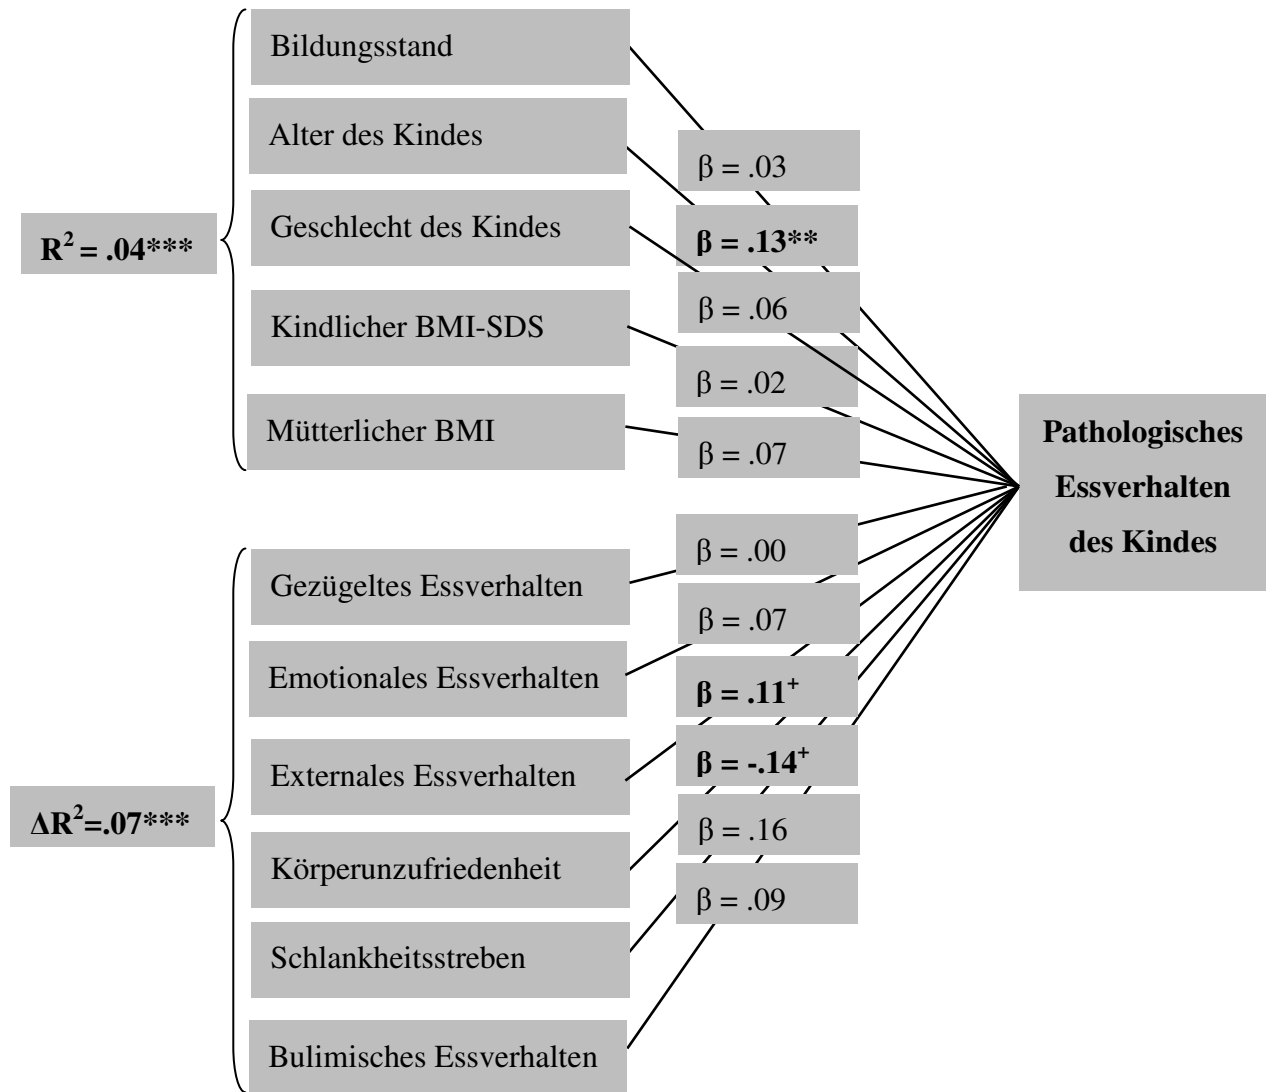 Bildungsstand
Alter des Kindes
β = .03
Geschlecht des Kindes
R² = .04***
β = .13**
β = .06
Kindlicher BMI-SDS
β = .02
Mütterlicher BMI
β = .07
Pathologisches
Essverhalten
des Kindes
β = .00
Gezügeltes Essverhalten
β = .07
Emotionales Essverhalten
β = .11⁺
Externales Essverhalten
β = -.14⁺
ΔR²=.07***
β = .16
Körperunzufriedenheit
β = .09
Schlankheitsstreben
Bulimisches Essverhalten